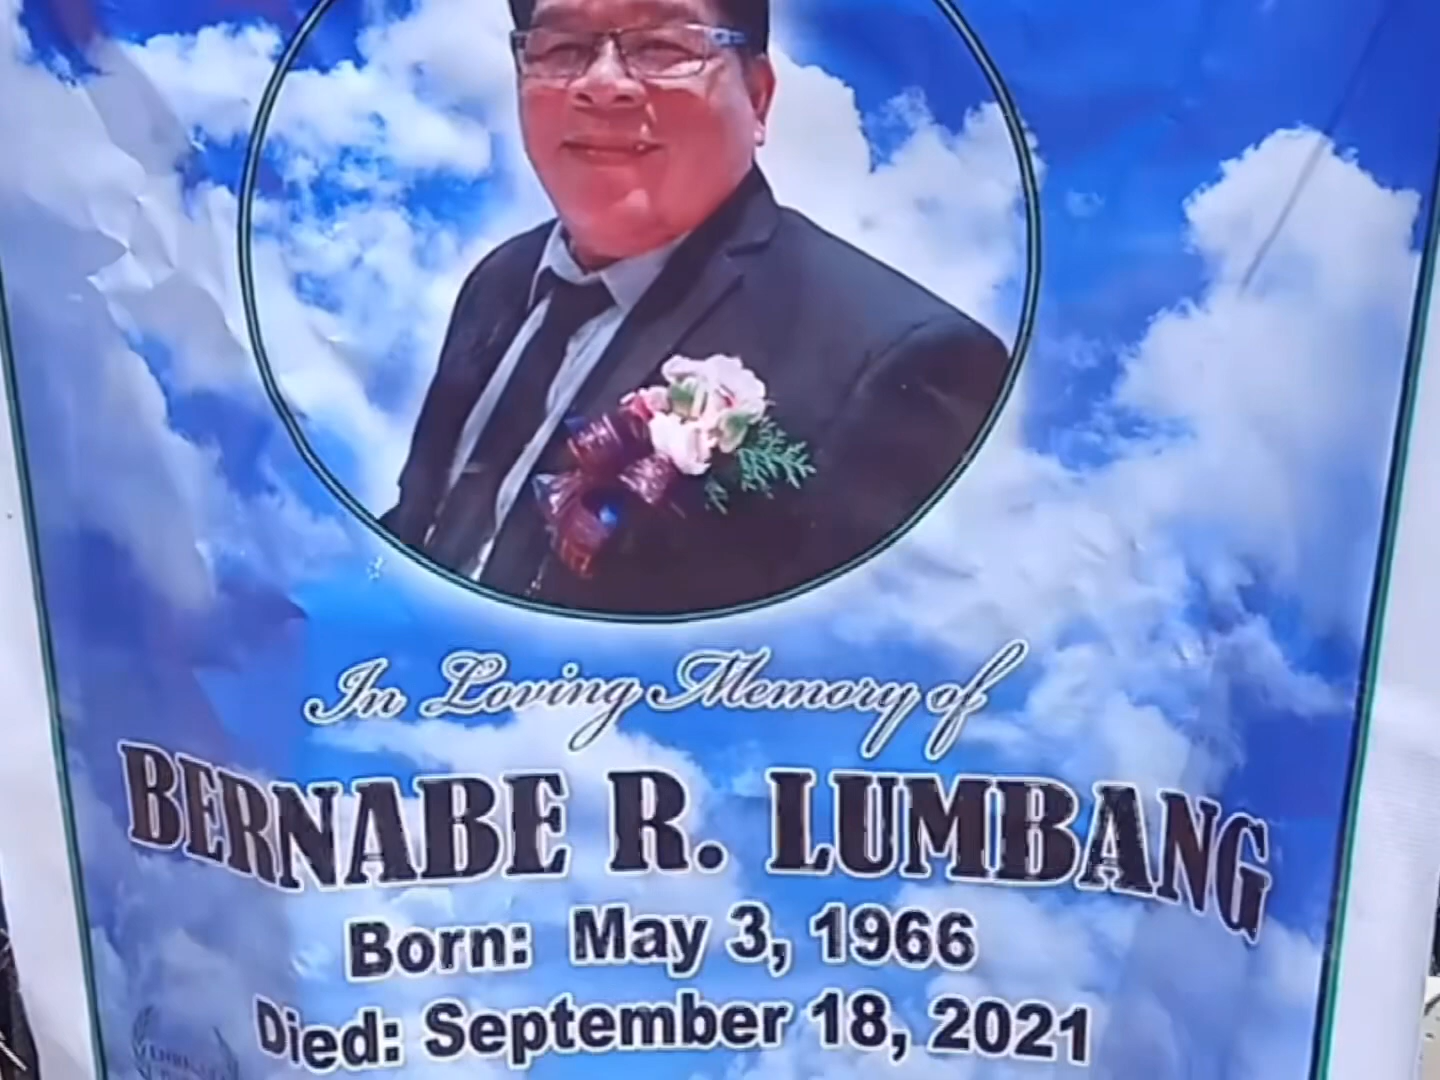 In Loving Memory of
BERNABE R. LUMBANG
Born: May 3, 1966
Died: September 18, 2021